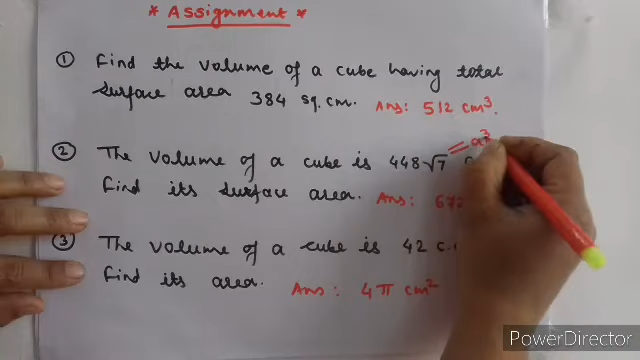 * Assignment *
① Find the volume of a cube having total
surface area 384 sq.cm. Ans: 512 cm³.
② The volume of a cube is 448√7 = a³
Find its surface area. Ans: 672
③ The volume of a cube is 42 c.
Find its area. Ans: 4π cm²
PowerDirector